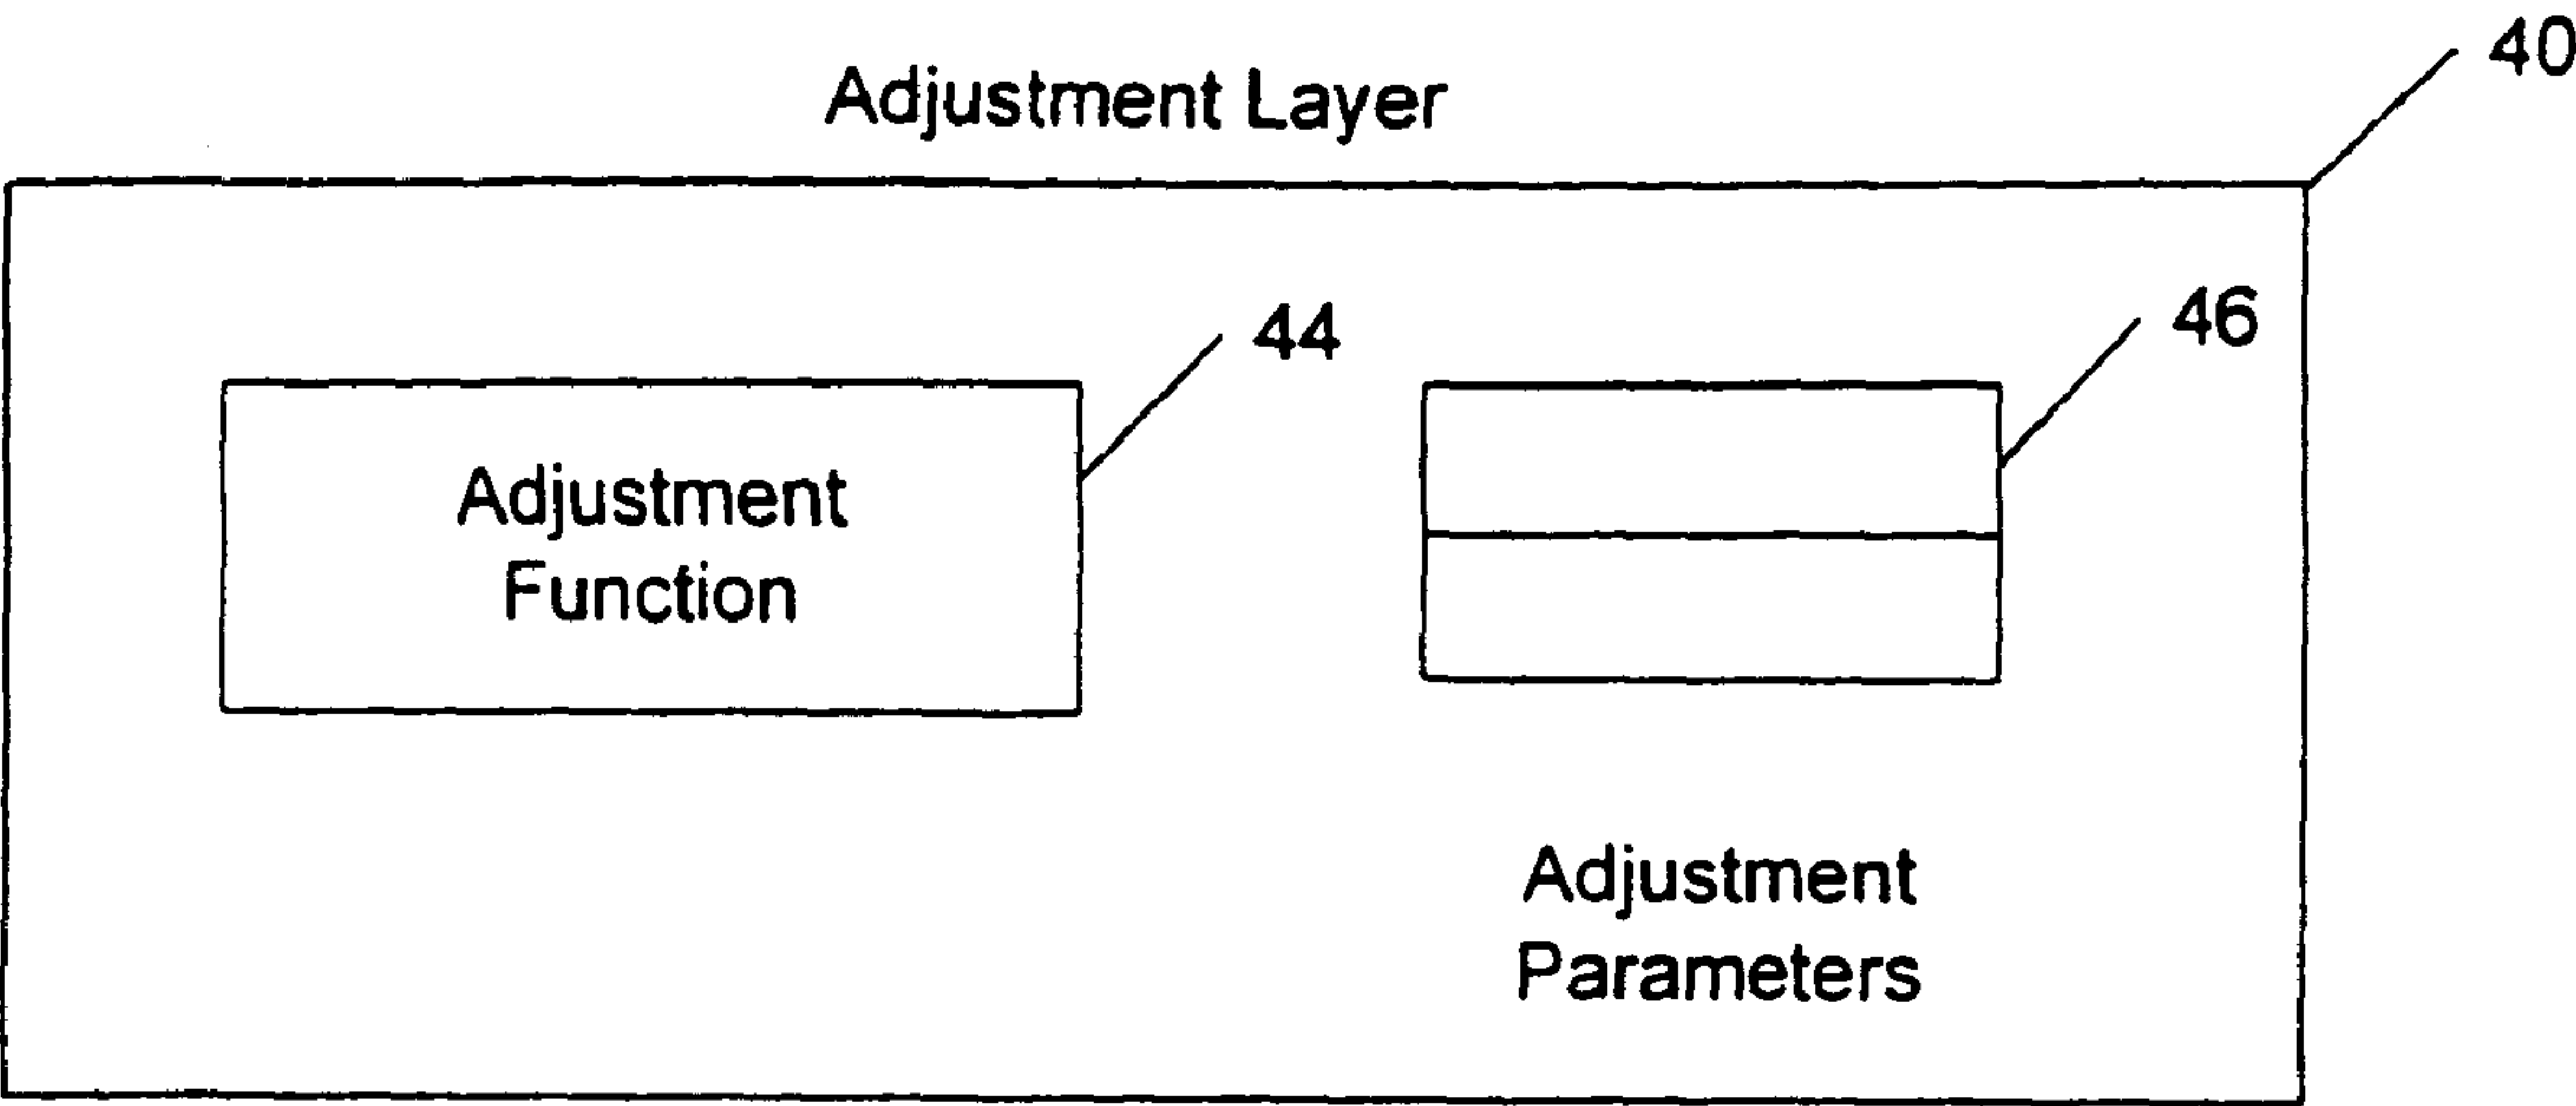 40
Adjustment Layer
44
46
Adjustment
Function
Adjustment
Parameters